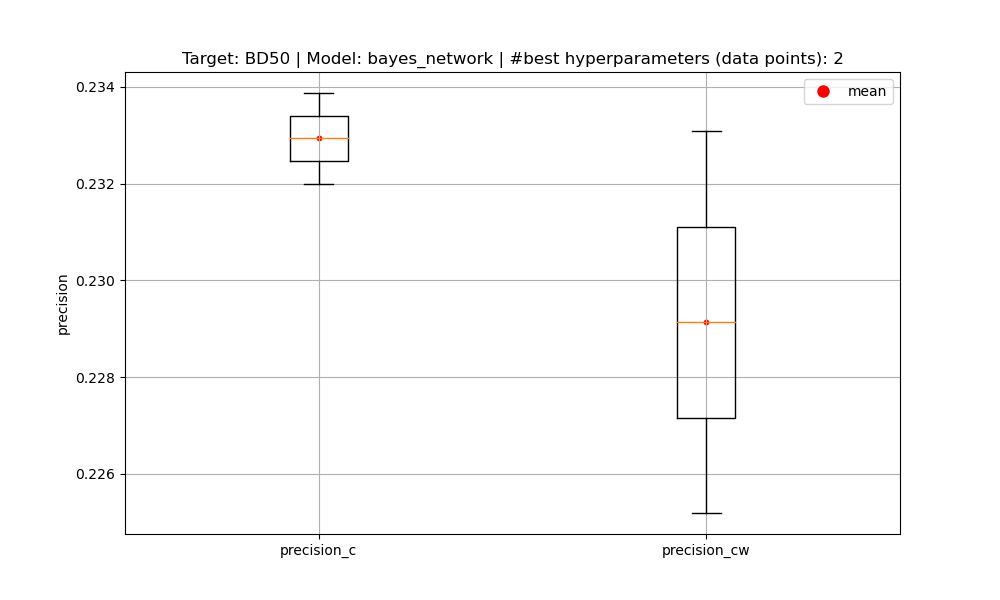 Target: BD50 | Model: bayes_network | #best hyperparameters (data points): 2
mean
0.234
0.232
0.230
0.228
0.226
precision
precision_c
precision_cw